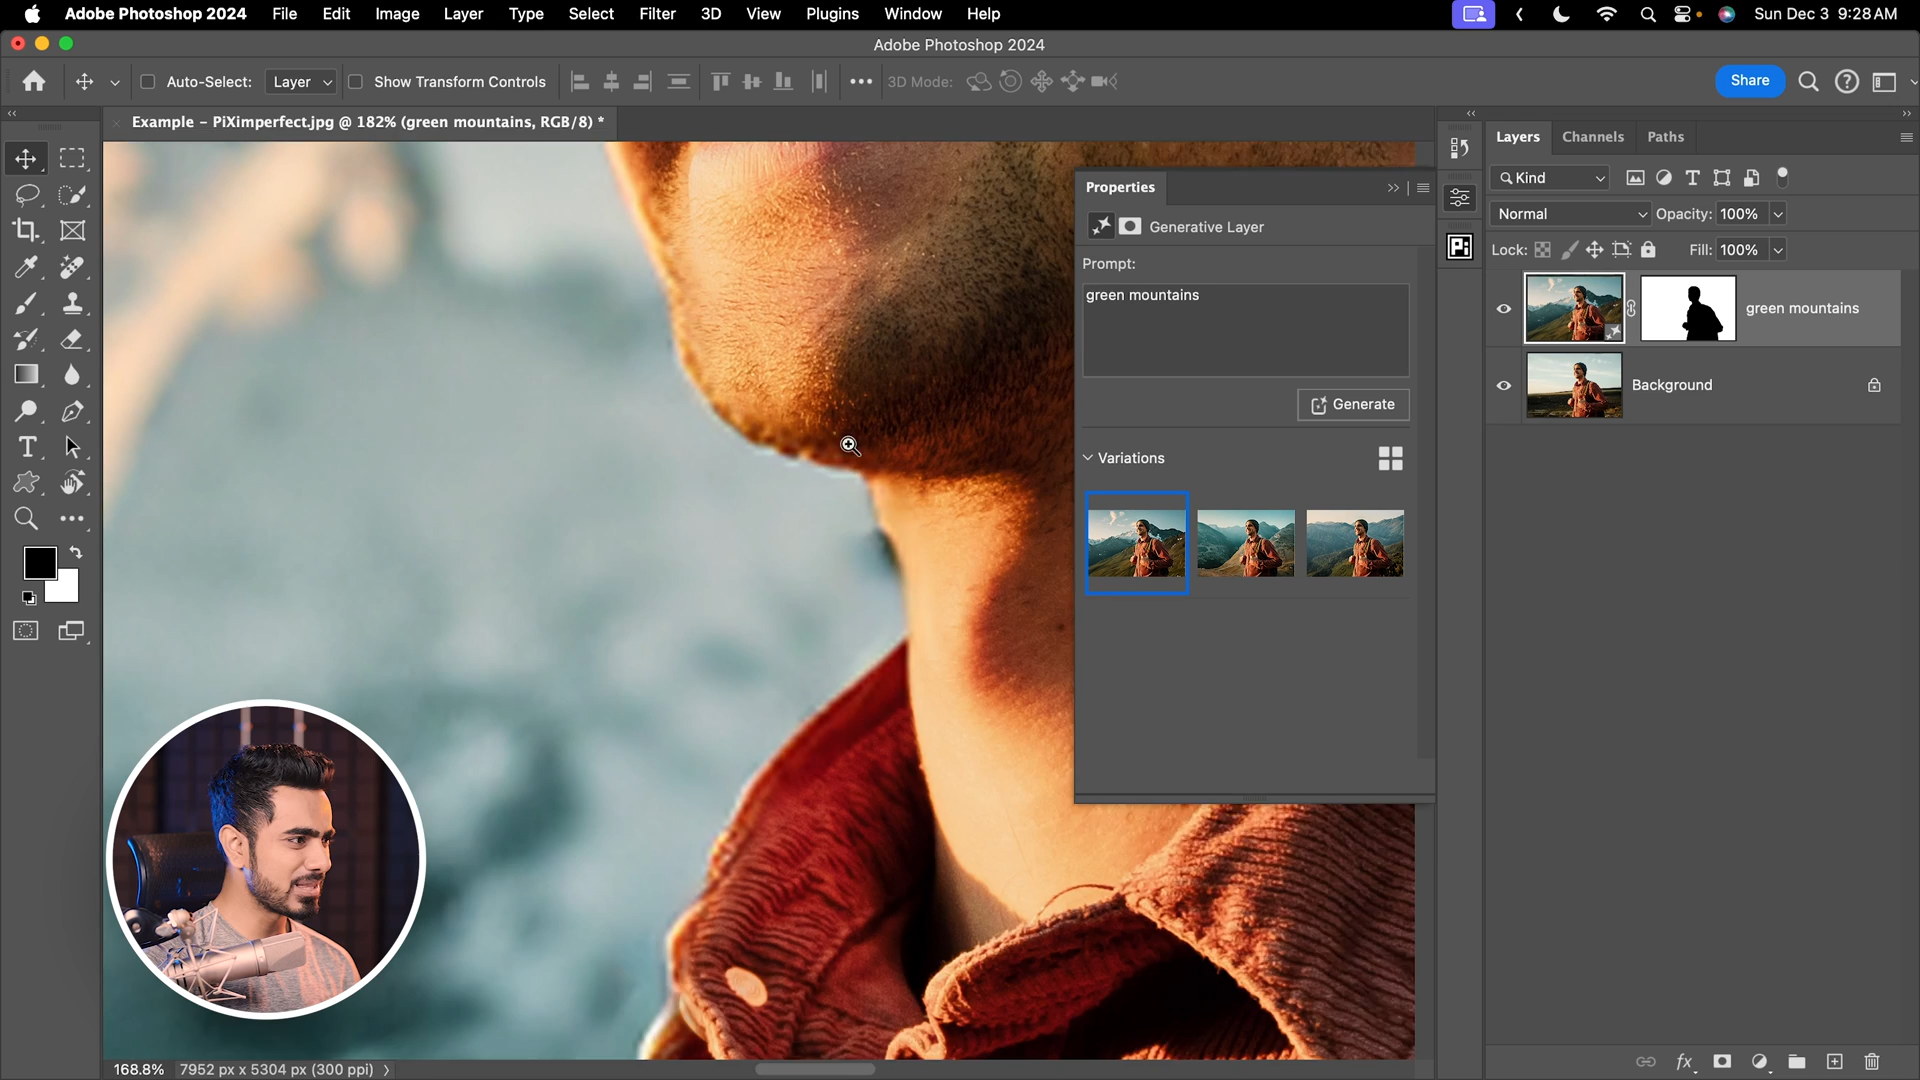 Adobe Photoshop 2024 File Edit Image Layer Type Select Filter 3D View Plugins Window Help Sun Dec 3 9:28 AM
Adobe Photoshop 2024
Auto-Select: Layer Show Transform Controls 3D Mode: Share
Example - PiXimperfect.jpg @ 182% (green mountains, RGB/8) *
Properties
Generative Layer
Prompt:
green mountains
Generate
Variations
Layers Channels Paths
Kind
Normal Opacity: 100%
Lock: Fill: 100%
Pi
green mountains
Background
168.8% 7952 px x 5304 px (300 ppi)